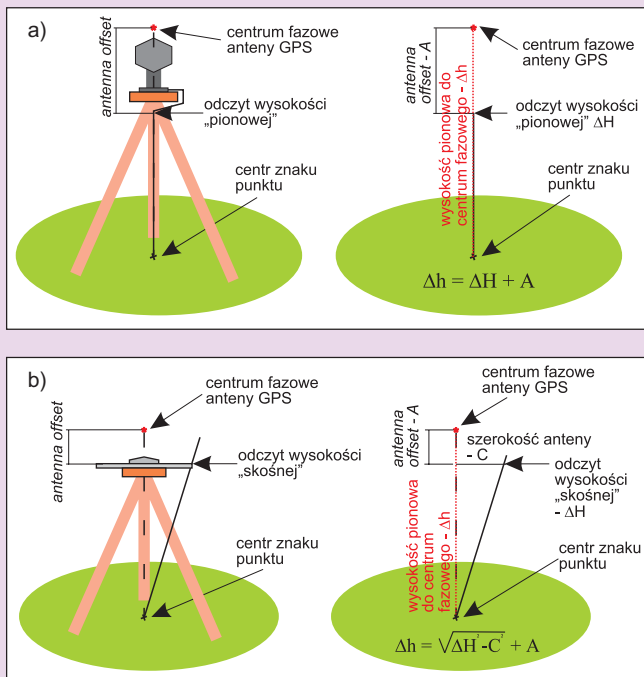 a)
antenna offset
centrum fazowe
anteny GPS
odczyt wysokości
„pionowej”
centr znaku
punktu
antenna
offset - A
wysokość pionowa do
centrum fazowego - Δh
centrum fazowe
anteny GPS
odczyt wysokości
„pionowej” ΔH
centr znaku
punktu
Δh = ΔH + A
b)
antenna offset
centrum fazowe
anteny GPS
odczyt wysokości
„skośnej”
centr znaku
punktu
antenna
offset - A
wysokość pionowa
do centrum
fazowego - Δh
centrum fazowe
anteny GPS
szerokość anteny
- C
odczyt
wysokości
„skośnej”
- ΔH
centr znaku
punktu
Δh = √ΔH²-C² + A